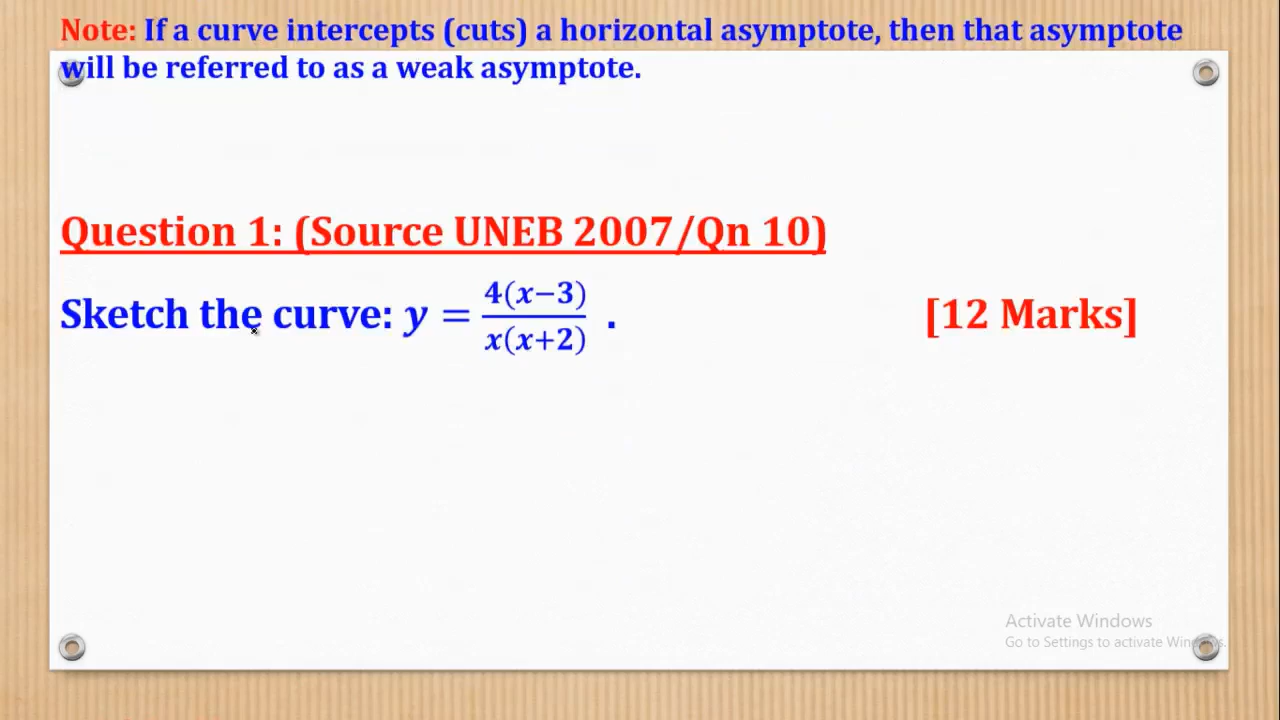 Note: If a curve intercepts (cuts) a horizontal asymptote, then that asymptote
will be referred to as a weak asymptote.
Question 1: (Source UNEB 2007/Qn 10)
Sketch the curve: y = 4(x−3)/x(x+2) . [12 Marks]
Activate Windows
Go to Settings to activate Windows.